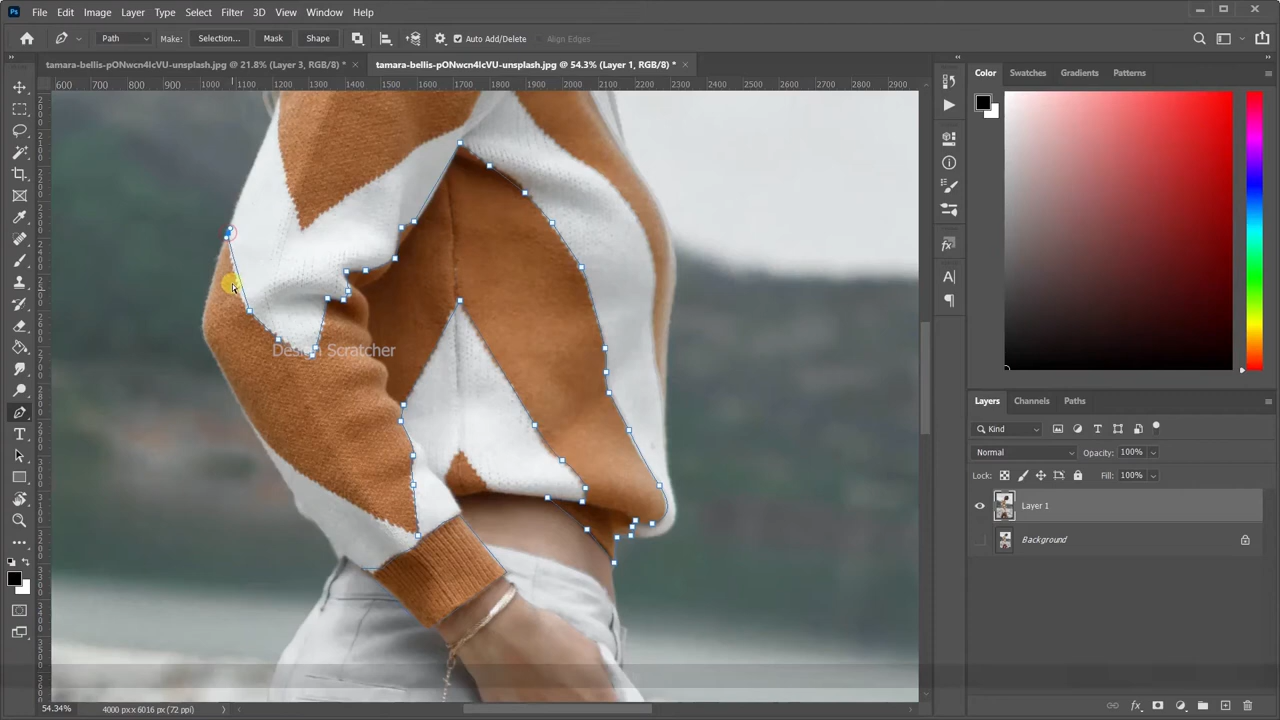 Ps File Edit Image Layer Type Select Filter 3D View Window Help
Path Make: Selection... Mask Shape Auto Add/Delete Align Edges
tamara-bellis-pONwcn4IcVU-unsplash.jpg @ 21.8% (Layer 3, RGB/8) * × tamara-bellis-pONwcn4IcVU-unsplash.jpg @ 54.3% (Layer 1, RGB/8) * ×
600 700 800 900 1000 1100 1200 1300 1400 1500 1600 1700 1800 1900 2000 2100 2200 2300 2400 2500 2600 2700 2800 2900
Color Swatches Gradients Patterns
Design Scratcher
Layers Channels Paths
Kind
Normal Opacity: 100%
Lock: Fill: 100%
Layer 1
Background
54.34% 4000 px x 6016 px (72 ppi)